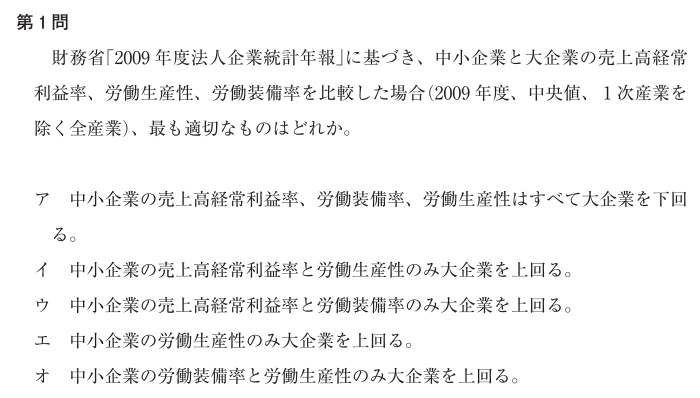 第1問
財務省「2009 年度法人企業統計年報」に基づき、中小企業と大企業の売上高経常
利益率、労働生産性、労働装備率を比較した場合(2009 年度、中央値、1次産業を
除く全産業)、最も適切なものはどれか。
ア 中小企業の売上高経常利益率、労働装備率、労働生産性はすべて大企業を下回
る。
イ 中小企業の売上高経常利益率と労働生産性のみ大企業を上回る。
ウ 中小企業の売上高経常利益率と労働装備率のみ大企業を上回る。
エ 中小企業の労働生産性のみ大企業を上回る。
オ 中小企業の労働装備率と労働生産性のみ大企業を上回る。